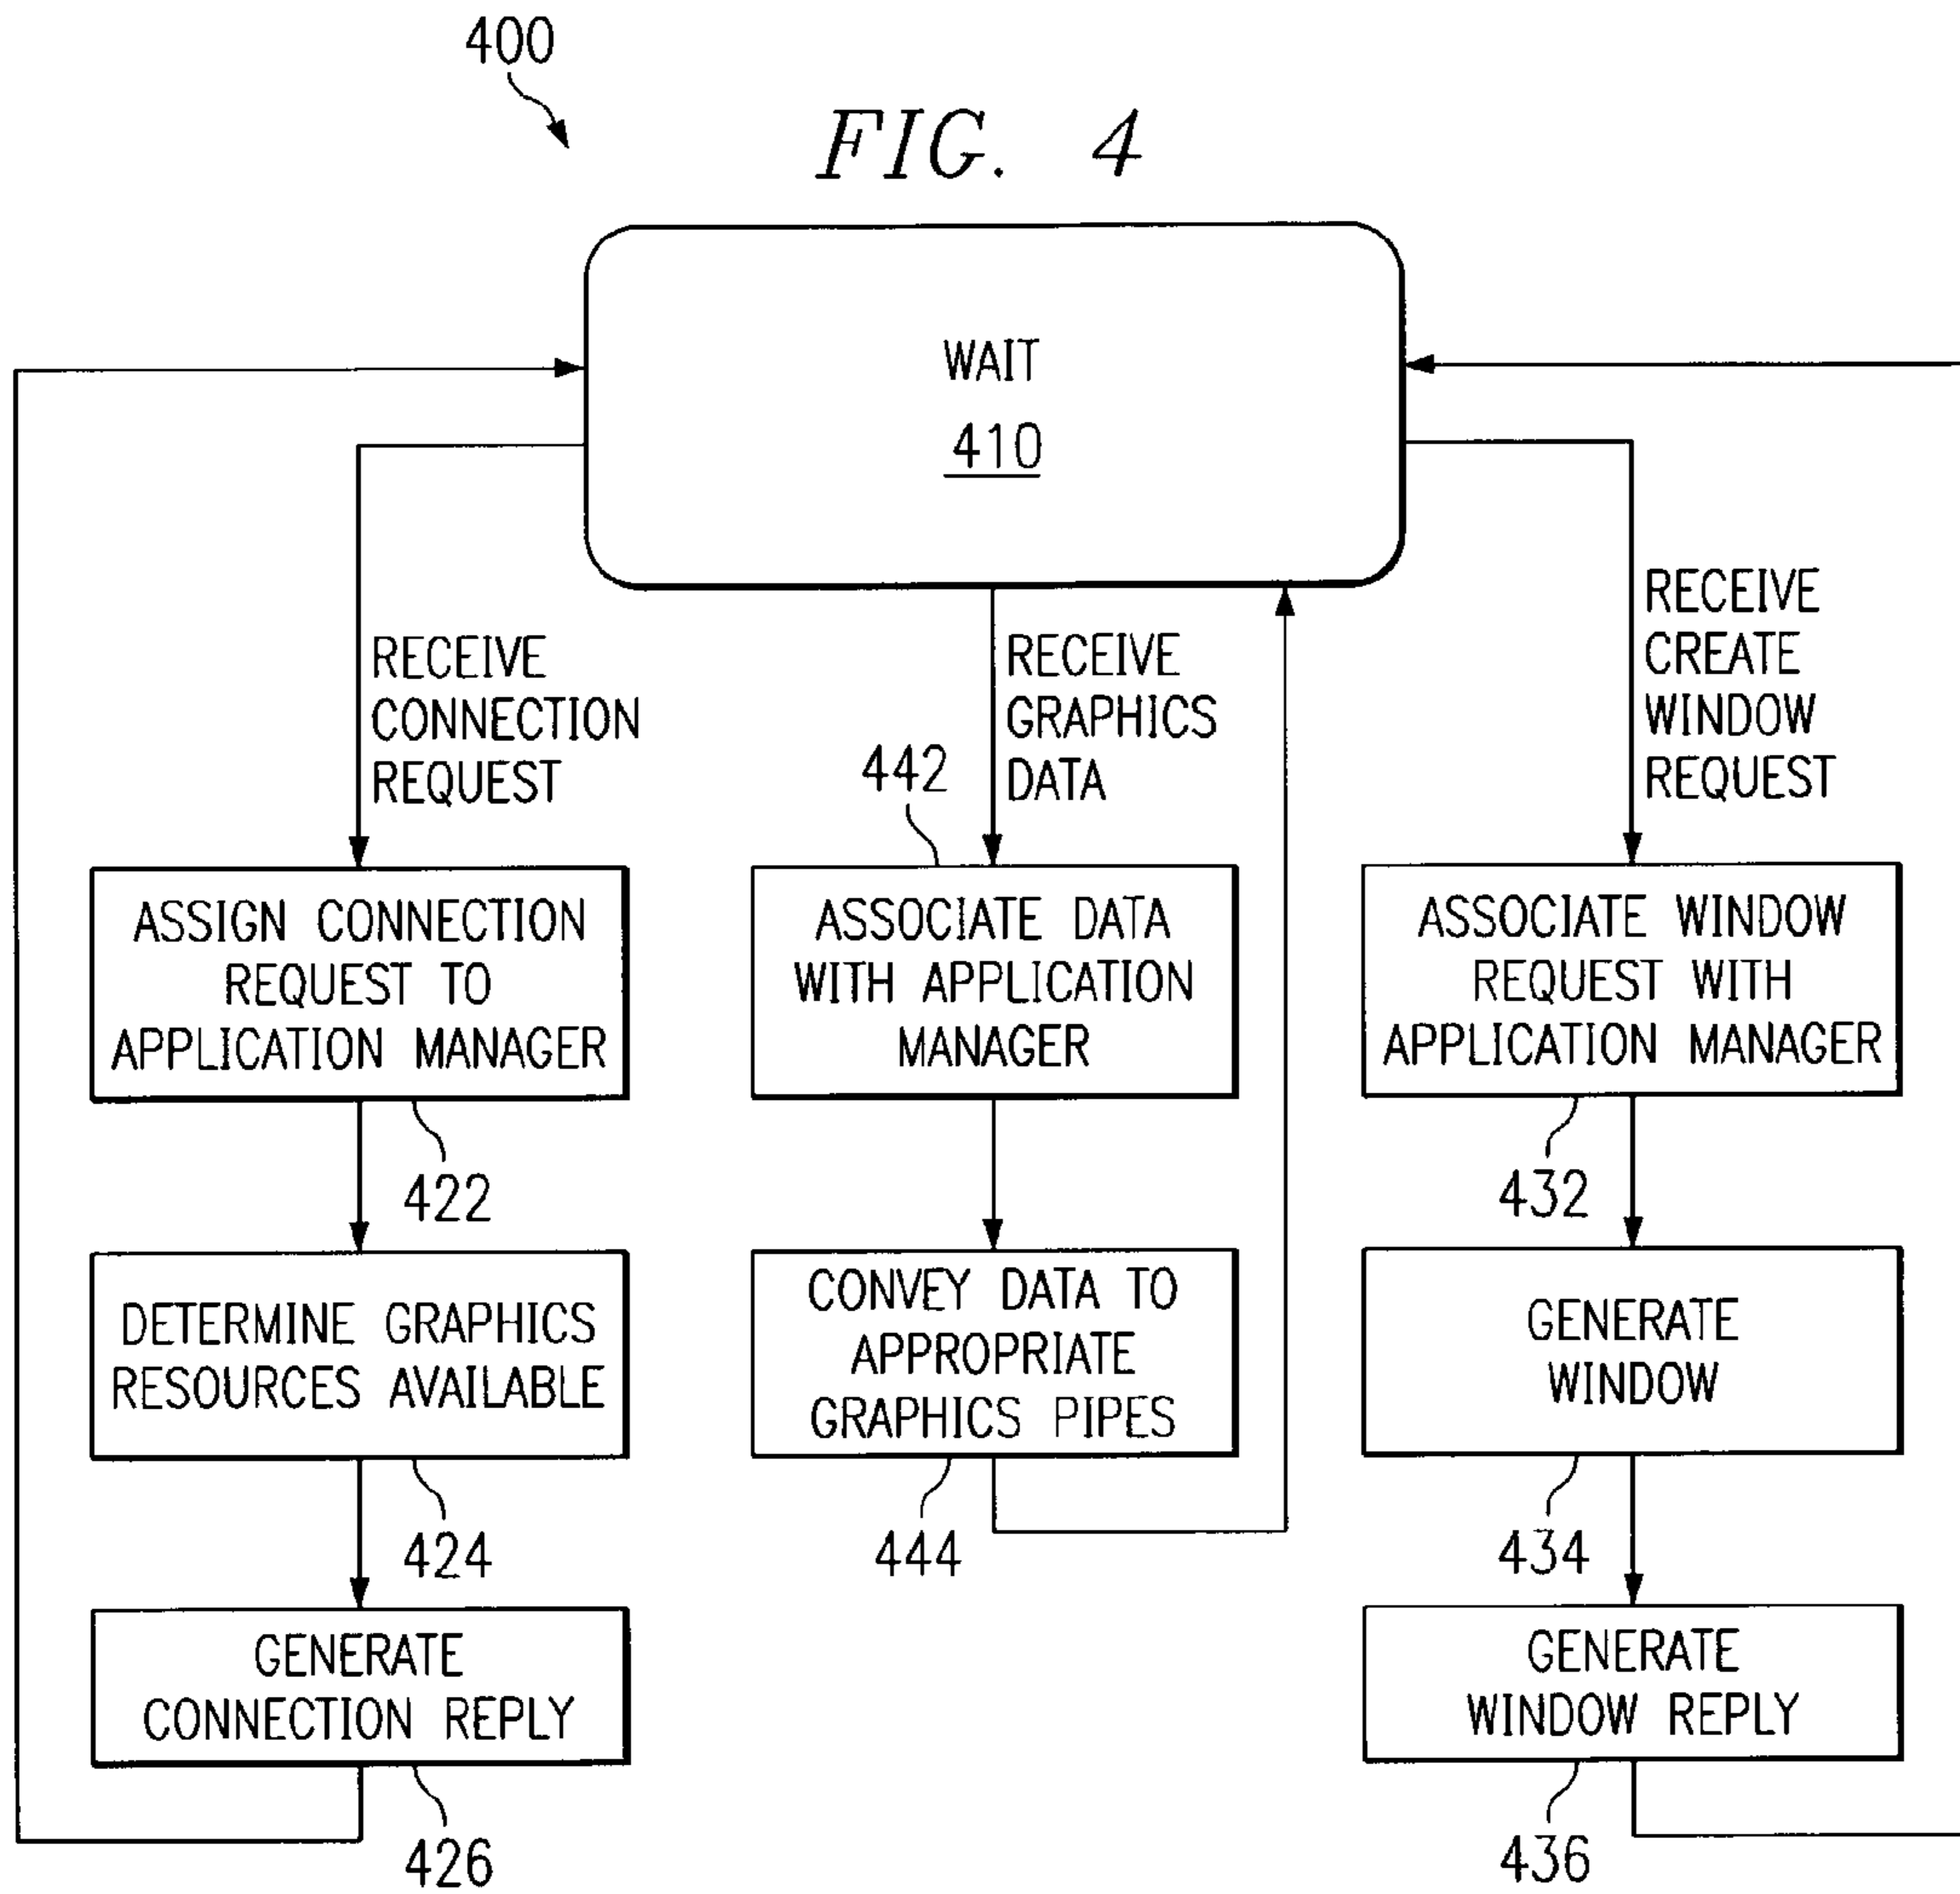 400
FIG. 4
WAIT
410
RECEIVE
CONNECTION
REQUEST
RECEIVE
GRAPHICS
DATA
RECEIVE
CREATE
WINDOW
REQUEST
442
ASSIGN CONNECTION
REQUEST TO
APPLICATION MANAGER
422
ASSOCIATE DATA
WITH APPLICATION
MANAGER
ASSOCIATE WINDOW
REQUEST WITH
APPLICATION MANAGER
432
DETERMINE GRAPHICS
RESOURCES AVAILABLE
424
CONVEY DATA TO
APPROPRIATE
GRAPHICS PIPES
444
GENERATE
WINDOW
434
GENERATE
CONNECTION REPLY
426
GENERATE
WINDOW REPLY
436